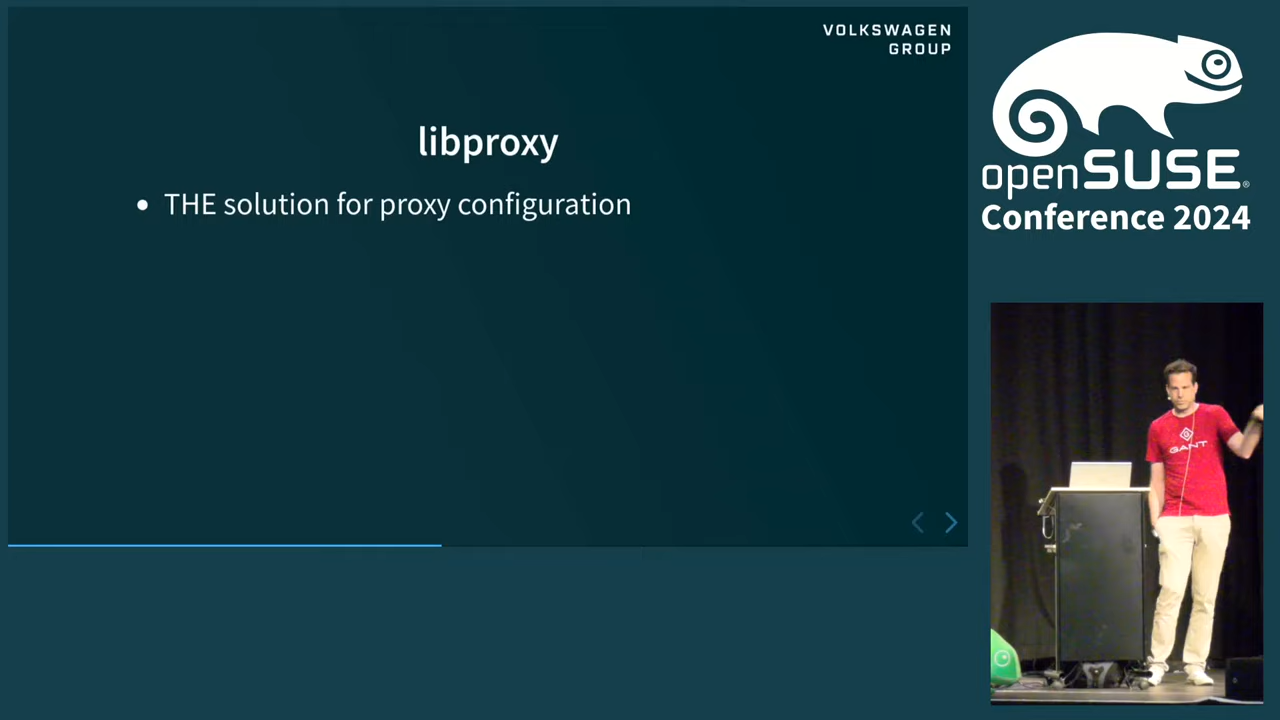 VOLKSWAGEN
GROUP
libproxy
• THE solution for proxy configuration
openSUSE®
Conference 2024
GANT